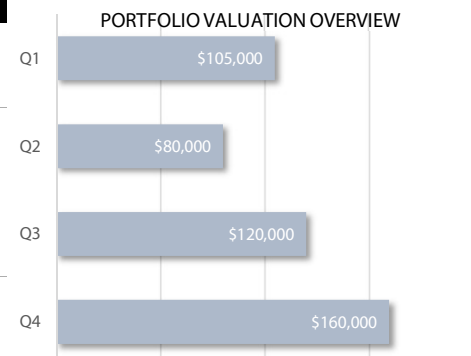 PORTFOLIO VALUATION OVERVIEW
Q1 $105,000
Q2 $80,000
Q3 $120,000
Q4 $160,000